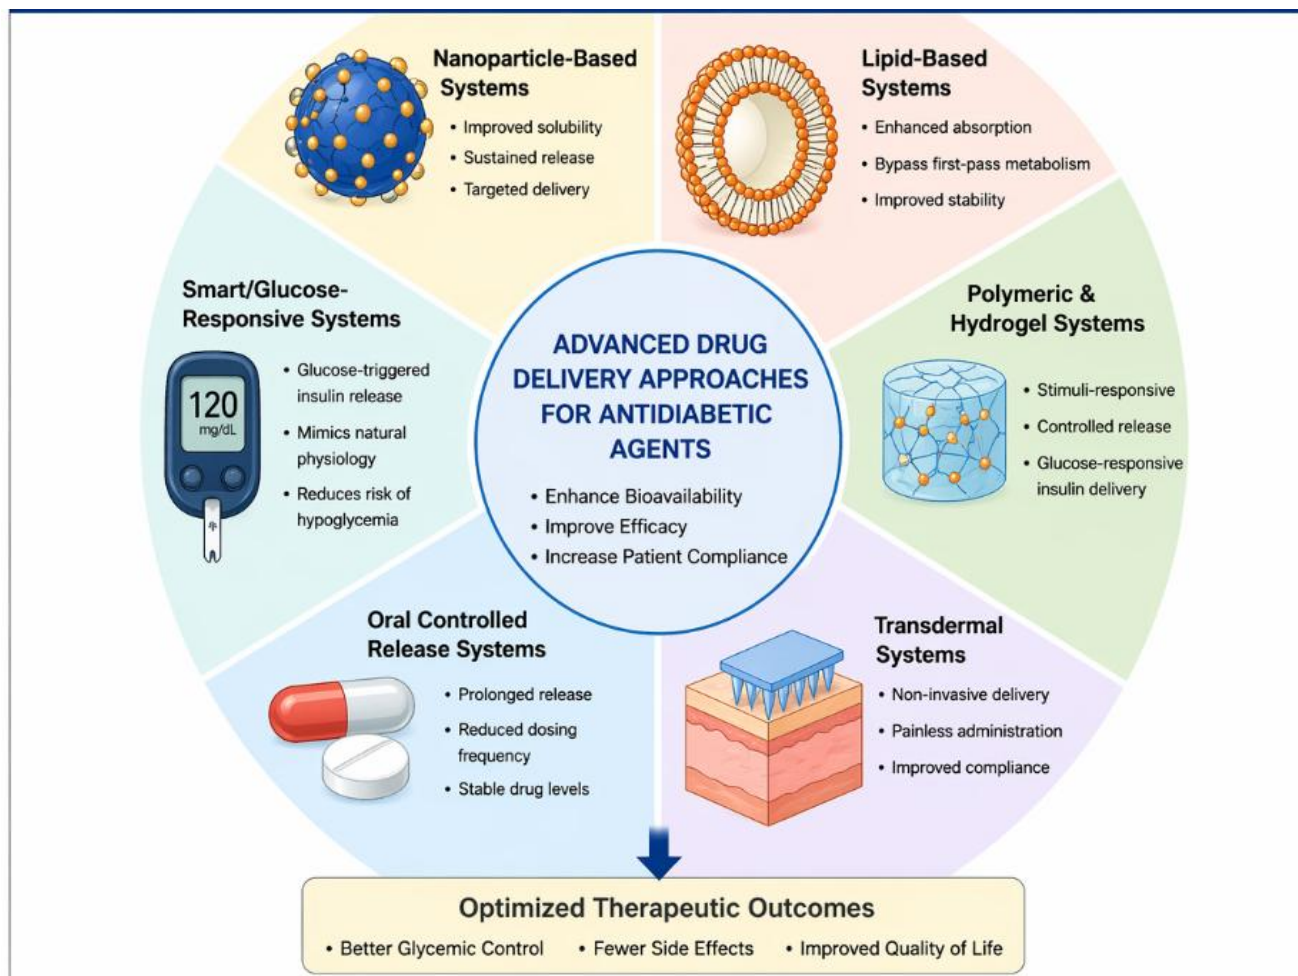 Nanoparticle-Based
Systems
• Improved solubility
• Sustained release
• Targeted delivery
Lipid-Based
Systems
• Enhanced absorption
• Bypass first-pass metabolism
• Improved stability
Smart/Glucose-
Responsive Systems
120
mg/dL
• Glucose-triggered
insulin release
• Mimics natural
physiology
• Reduces risk of
hypoglycemia
ADVANCED DRUG
DELIVERY APPROACHES
FOR ANTIDIABETIC
AGENTS
• Enhance Bioavailability
• Improve Efficacy
• Increase Patient Compliance
Polymeric &
Hydrogel Systems
• Stimuli-responsive
• Controlled release
• Glucose-responsive
insulin delivery
Oral Controlled
Release Systems
• Prolonged release
• Reduced dosing
frequency
• Stable drug levels
Transdermal
Systems
• Non-invasive delivery
• Painless administration
• Improved compliance
Optimized Therapeutic Outcomes
• Better Glycemic Control • Fewer Side Effects • Improved Quality of Life